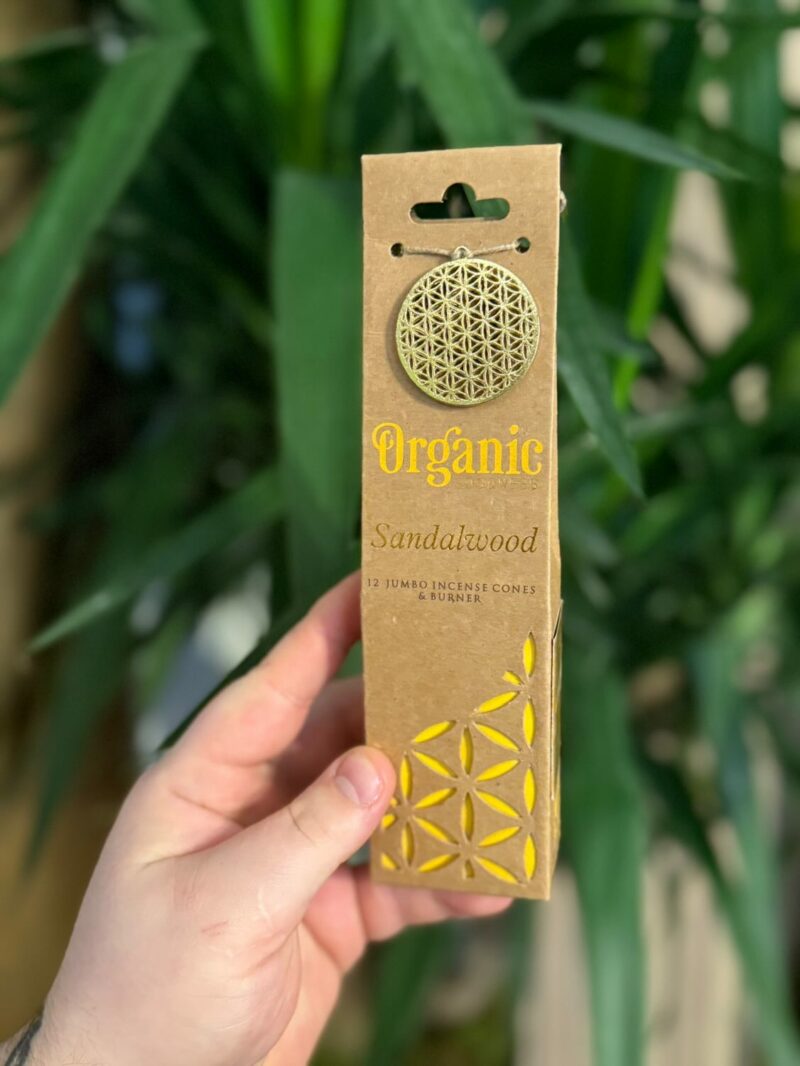 Organic
Sandalwood
12 JUMBO INCENSE CONES
& BURNER